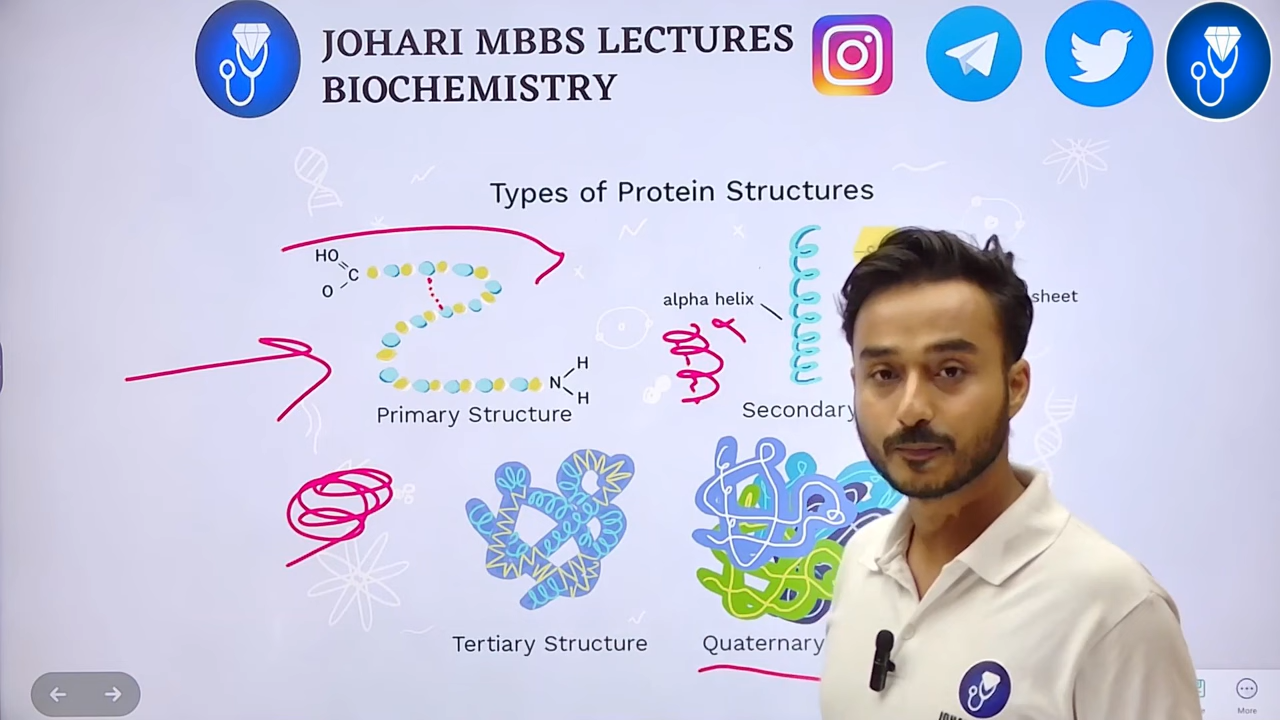 JOHARI MBBS LECTURES
BIOCHEMISTRY
Types of Protein Structures
HO
C
O
alpha helix
sheet
α
H
N
H
Primary Structure
Secondary
Tertiary Structure
Quaternary
More